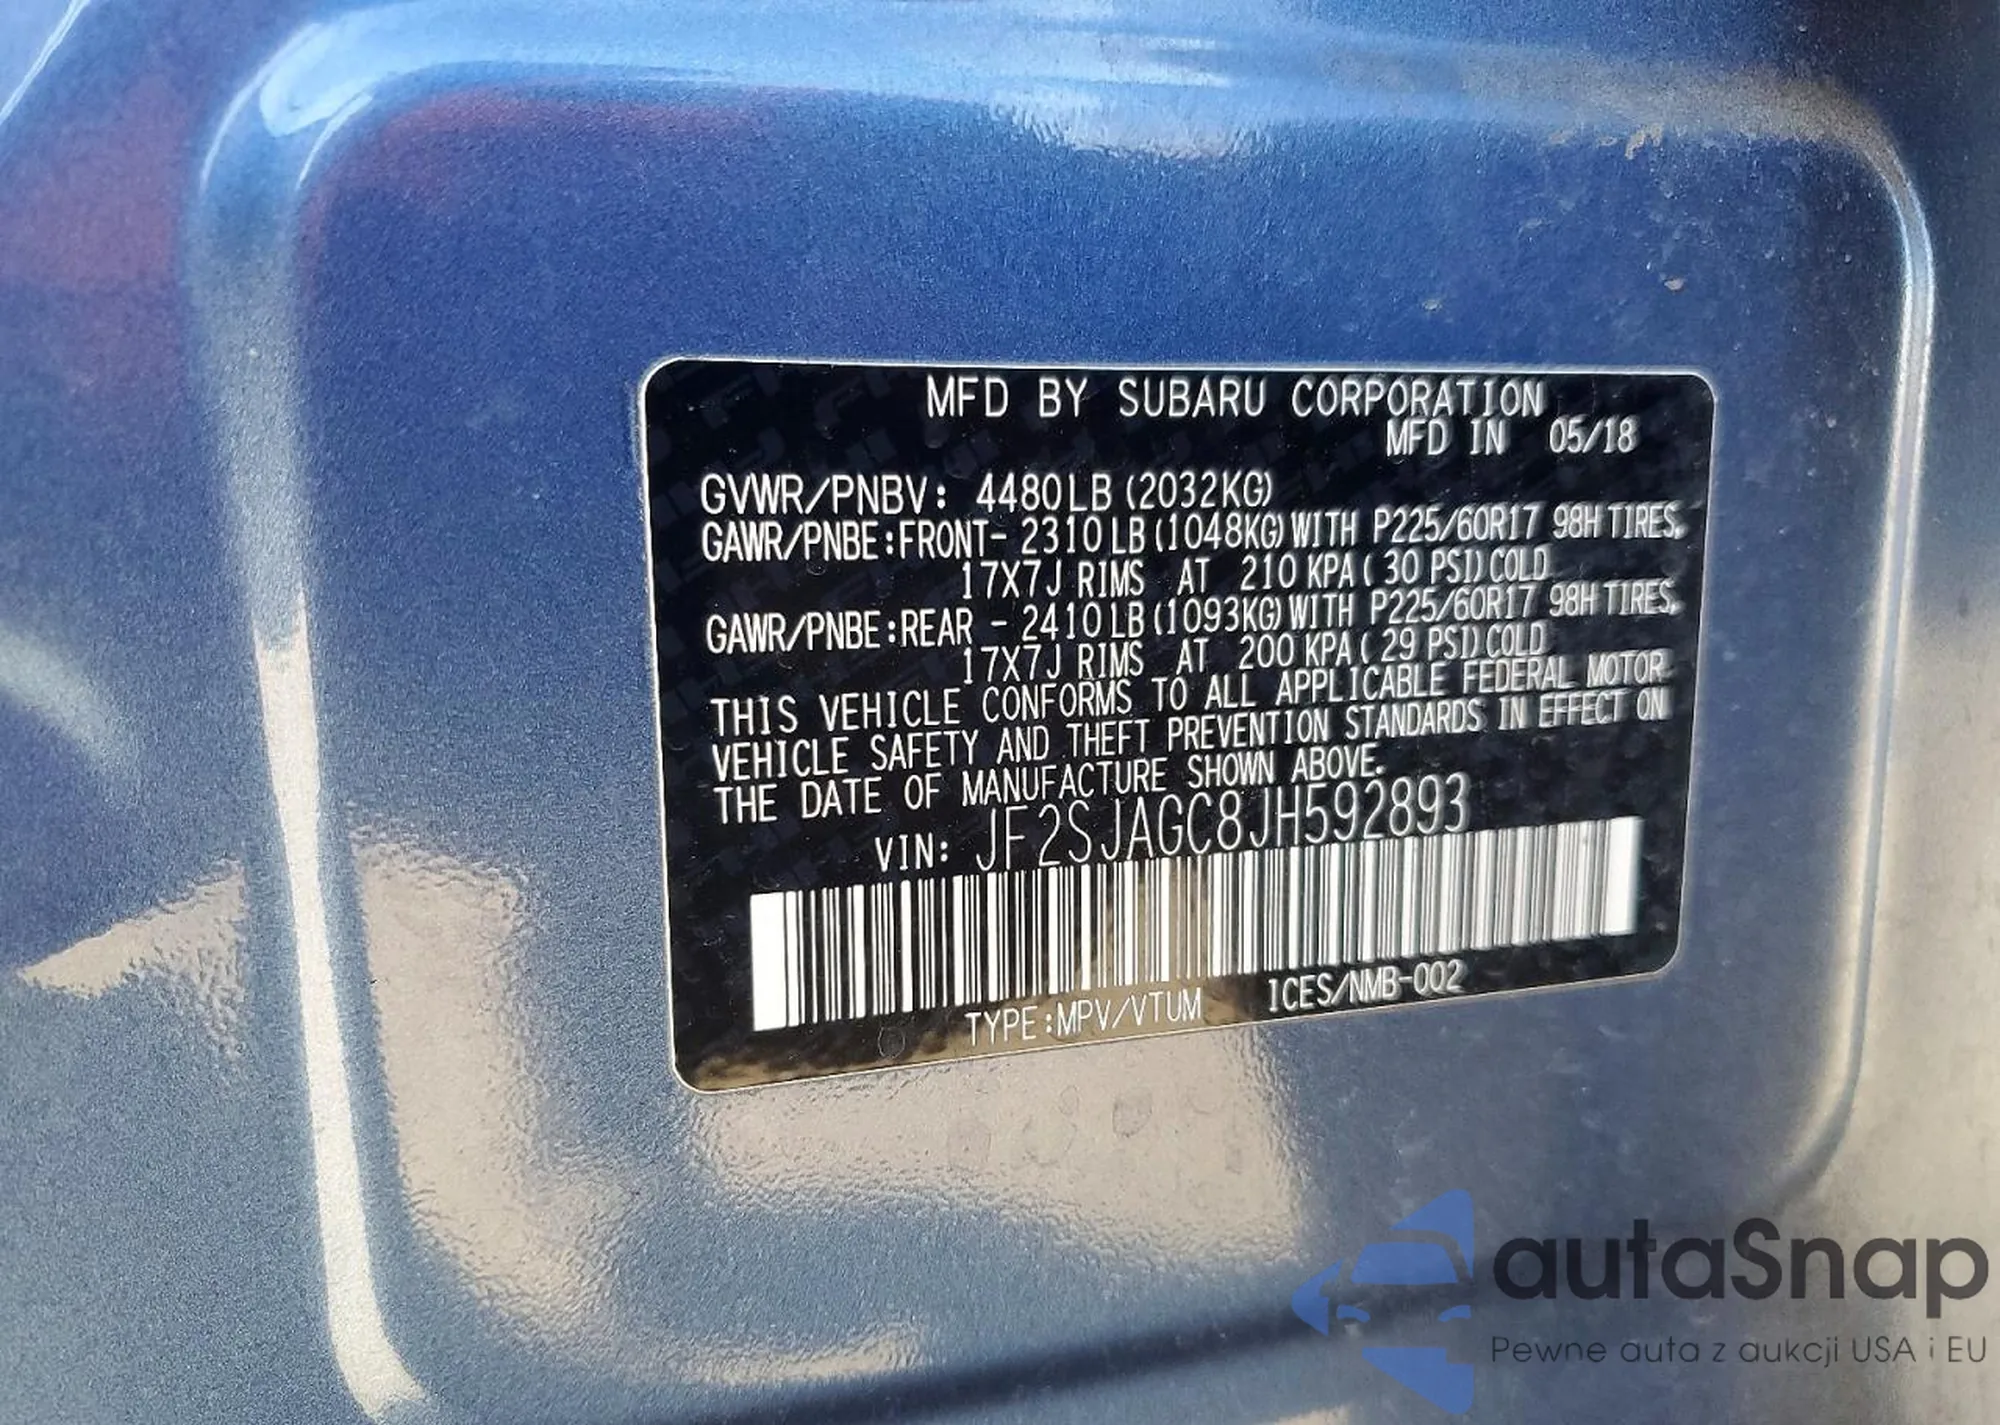 MFD BY SUBARU CORPORATION
MFD IN 05/18
GVWR/PNBV: 4480LB (2032KG)
GAWR/PNBE:FRONT- 2310LB (1048KG) WITH P225/60R17 98H TIRES,
17X7J RIMS AT 210 KPA ( 30 PSI) COLD
GAWR/PNBE:REAR - 2410LB (1093KG) WITH P225/60R17 98H TIRES,
17X7J RIMS AT 200 KPA ( 29 PSI) COLD
THIS VEHICLE CONFORMS TO ALL APPLICABLE FEDERAL MOTOR
VEHICLE SAFETY AND THEFT PREVENTION STANDARDS IN EFFECT ON
THE DATE OF MANUFACTURE SHOWN ABOVE.
VIN: JF2SJAGC8JH592893
TYPE:MPV/VTUM ICES/NMB-002
autaSnap
Pewne auta z aukcji USA i EU